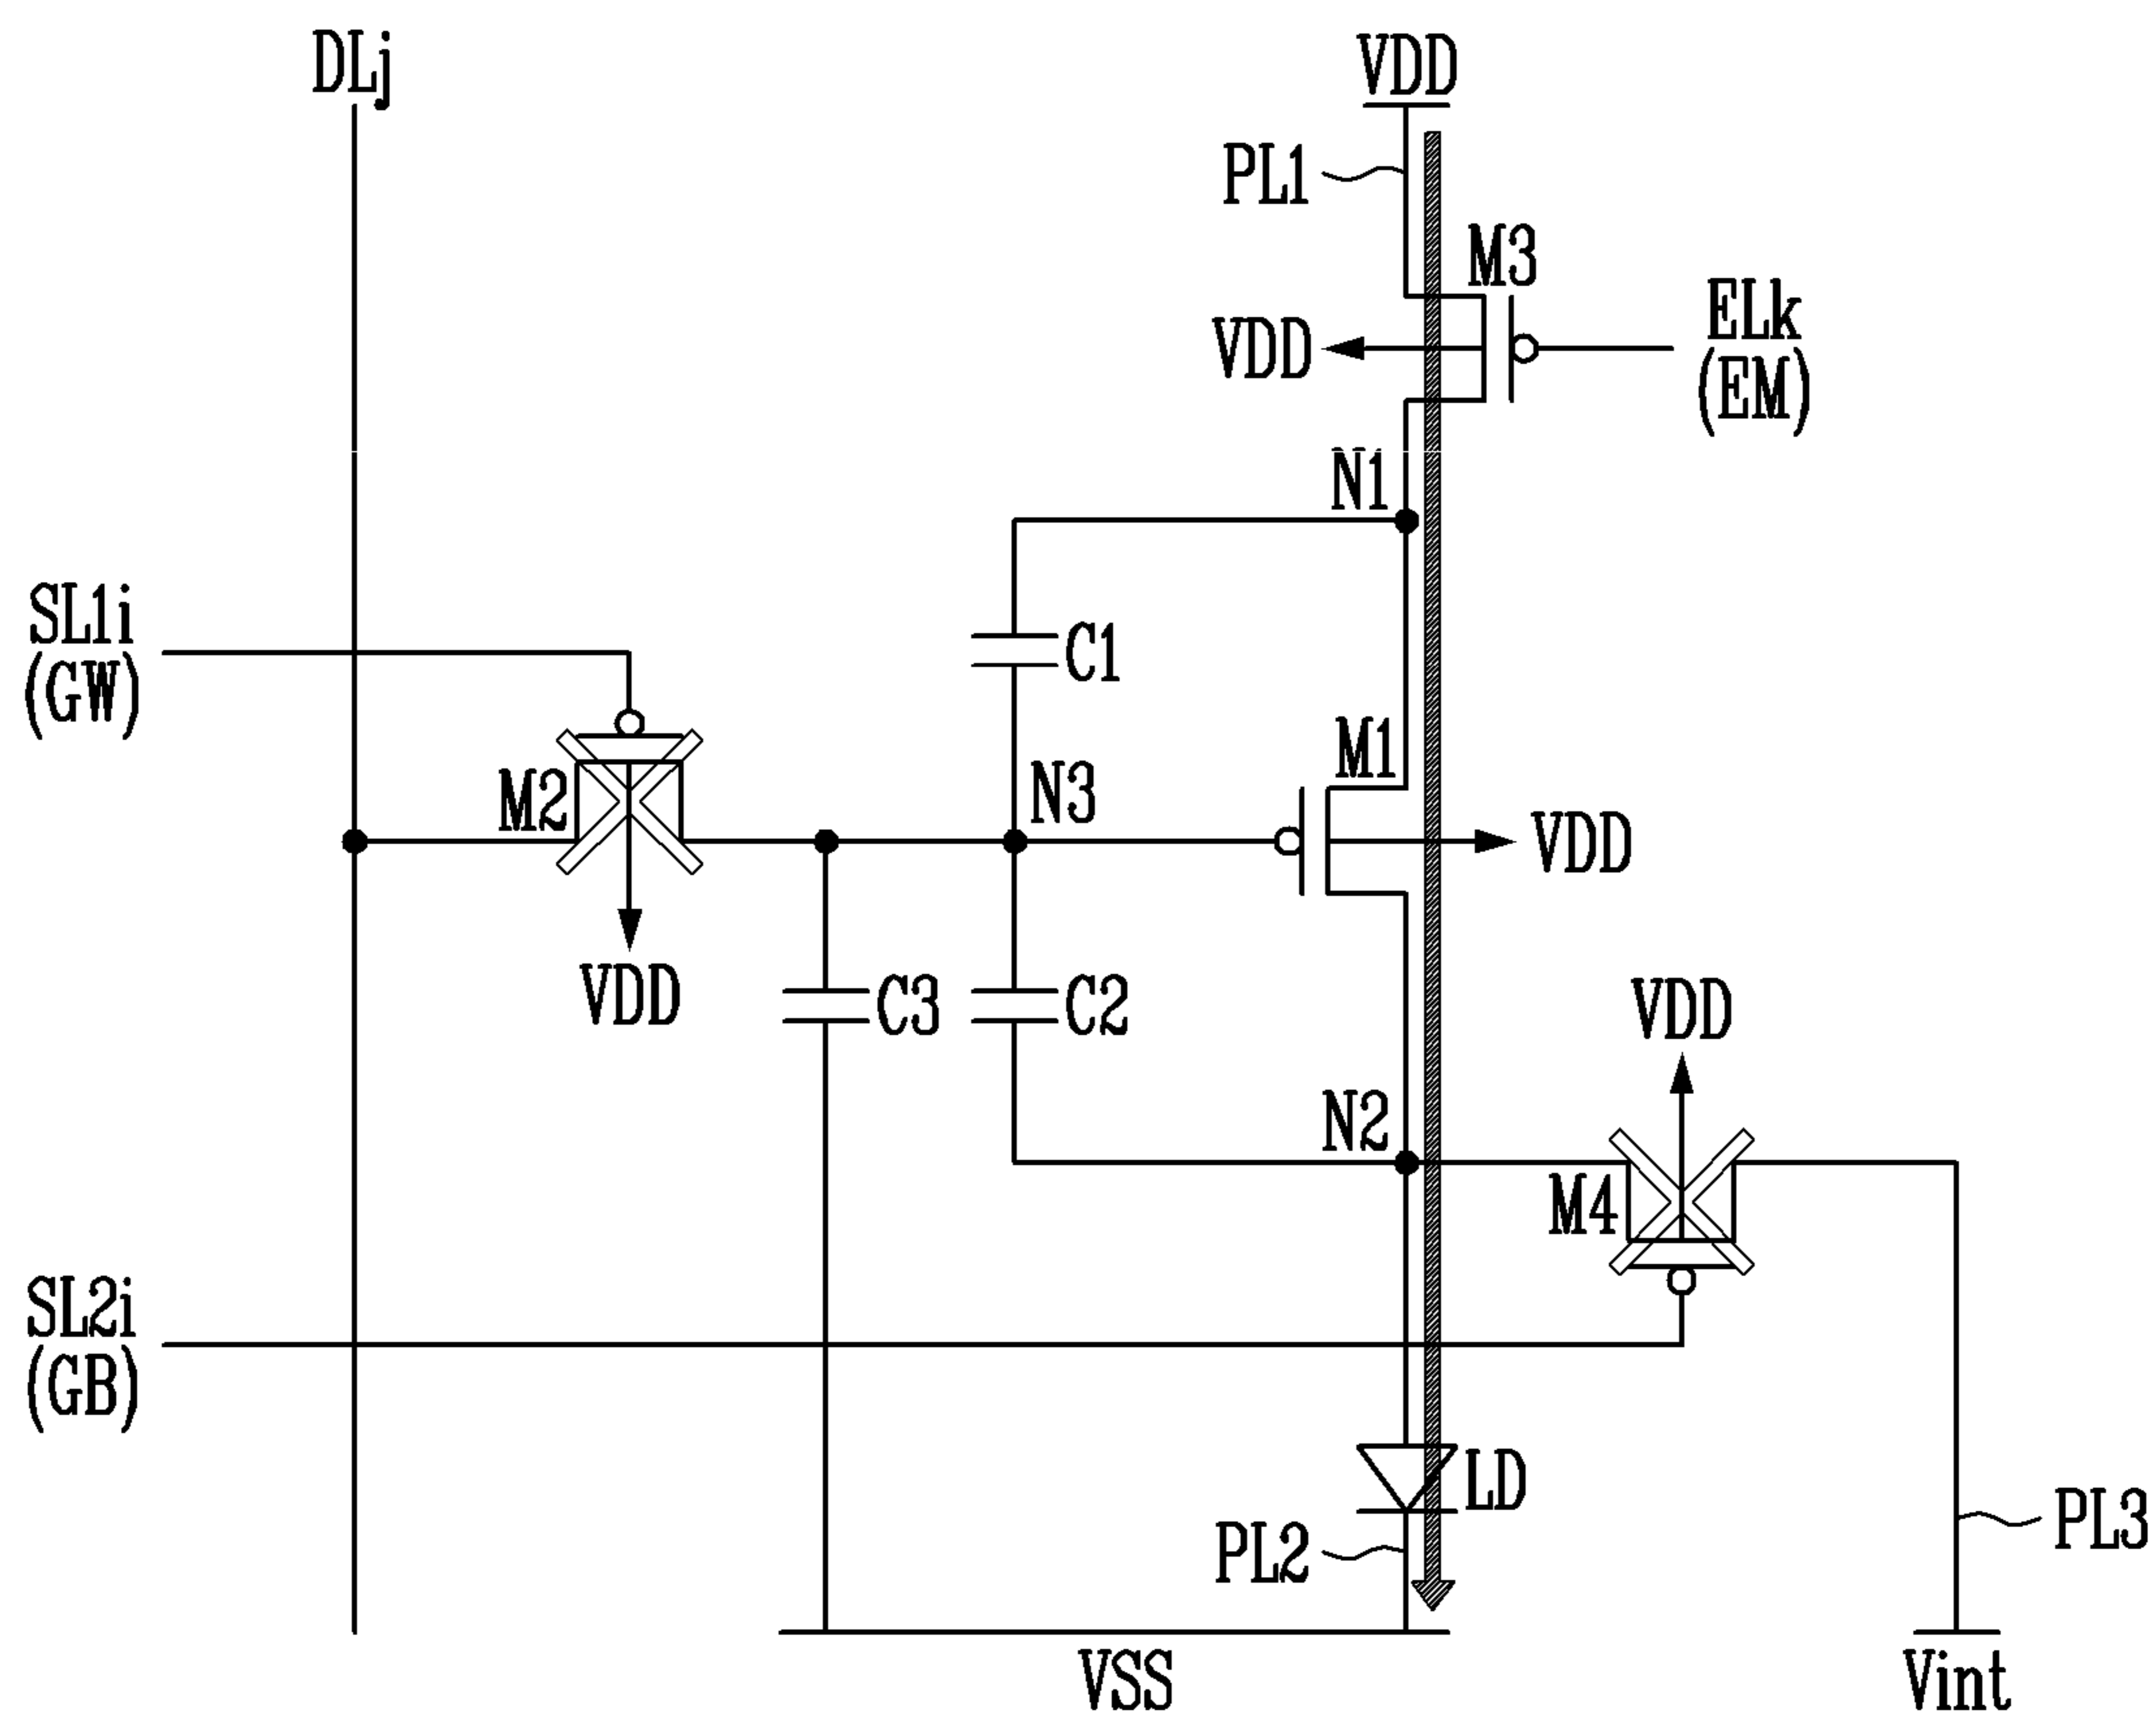 DLj
VDD
PL1
M3
VDD
ELk
(EM)
N1
SL1i
(GW)
C1
M1
M2
N3
VDD
VDD
C3
C2
VDD
N2
M4
SL2i
(GB)
LD
PL2
PL3
VSS
Vint